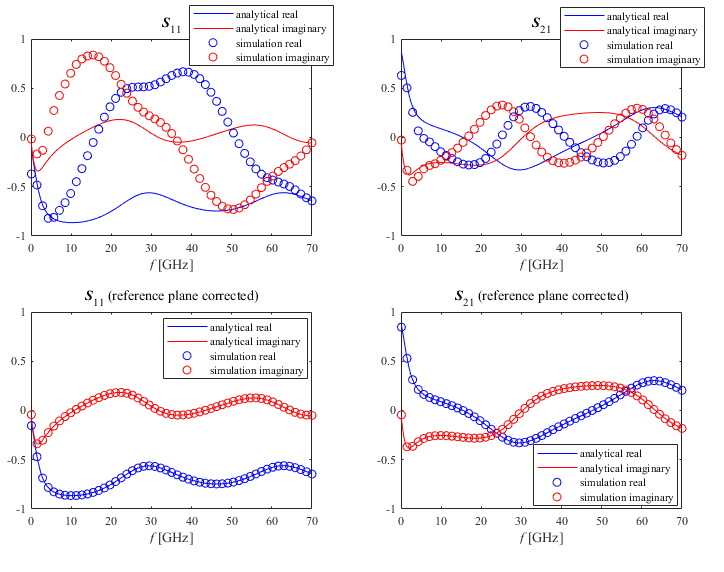 S11
analytical real
analytical imaginary
simulation real
simulation imaginary
1
0.5
0
-0.5
-1
0 10 20 30 40 50 60 70
f [GHz]
S21
analytical real
analytical imaginary
simulation real
simulation imaginary
1
0.5
0
-0.5
-1
0 10 20 30 40 50 60 70
f [GHz]
S11 (reference plane corrected)
analytical real
analytical imaginary
simulation real
simulation imaginary
1
0.5
0
-0.5
-1
0 10 20 30 40 50 60 70
f [GHz]
S21 (reference plane corrected)
1
0.5
0
-0.5
-1
analytical real
analytical imaginary
simulation real
simulation imaginary
0 10 20 30 40 50 60 70
f [GHz]